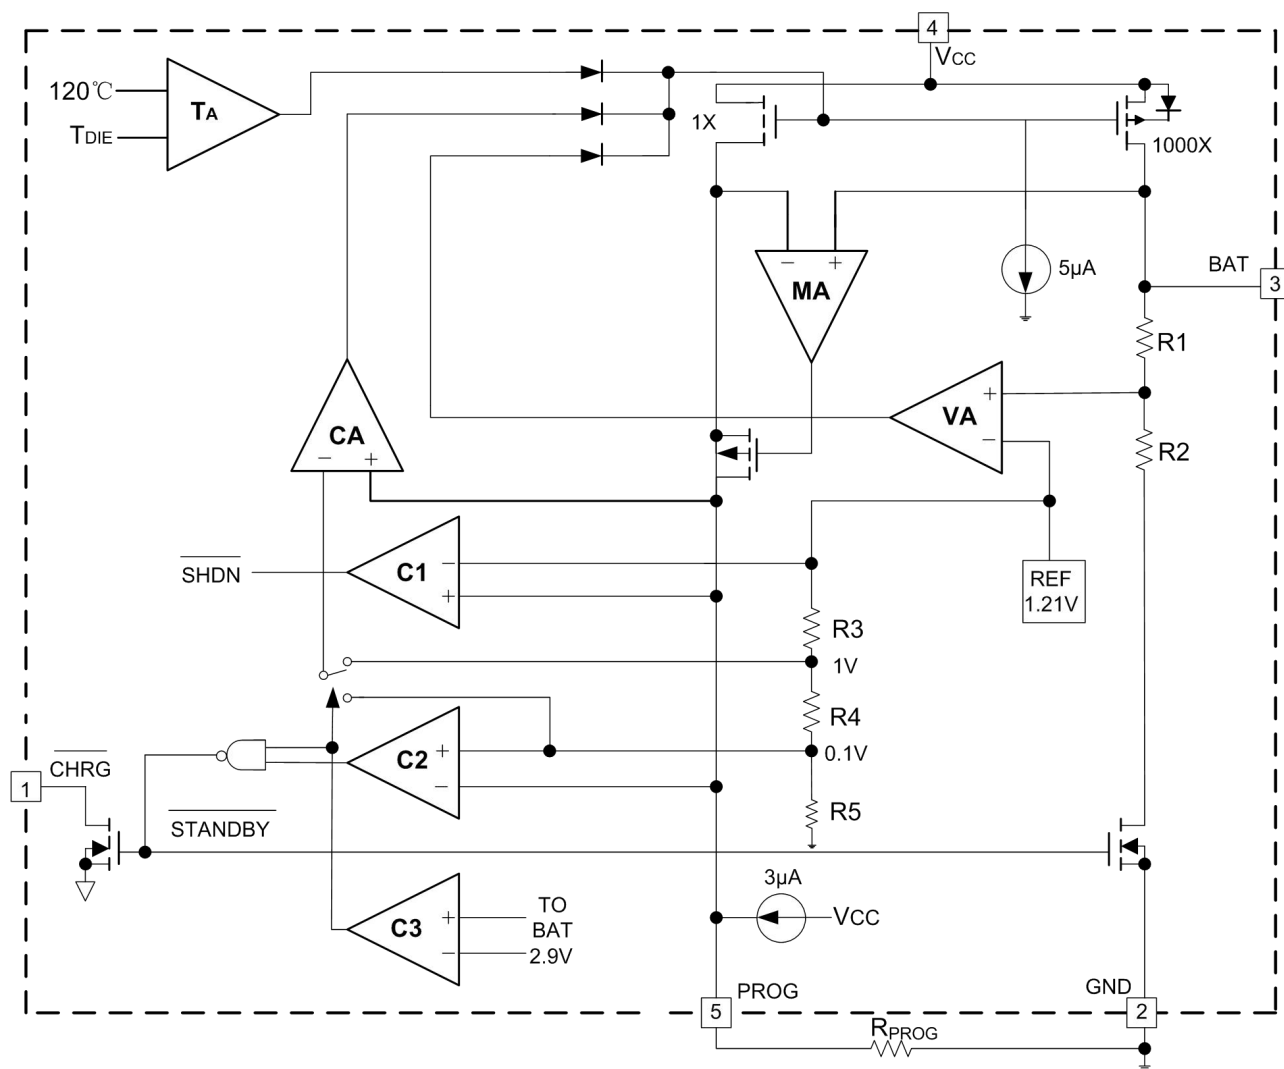 4
VCC
120℃
TA
TDIE
1X
1000X
− +
MA
5μA
BAT
3
R1
+
VA
−
R2
CA
− +
SHDN
−
C1
+
REF
1.21V
R3
1V
R4
C2
+
−
0.1V
CHRG
1
STANDBY
R5
3μA
VCC
C3
+
−
TO
BAT
2.9V
PROG
5
GND
2
RPROG